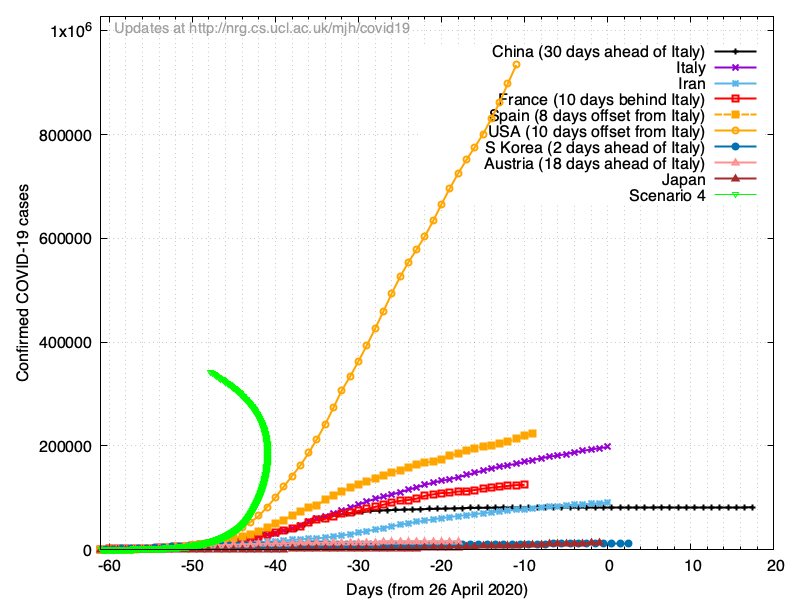 1x10⁶
Updates at http://nrg.cs.ucl.ac.uk/mjh/covid19
China (30 days ahead of Italy)
Italy
Iran
France (10 days behind Italy)
Spain (8 days offset from Italy)
USA (10 days offset from Italy)
S Korea (2 days ahead of Italy)
Austria (18 days ahead of Italy)
Japan
Scenario 4
800000
600000
400000
200000
0
Confirmed COVID-19 cases
-60 -50 -40 -30 -20 -10 0 10 20
Days (from 26 April 2020)